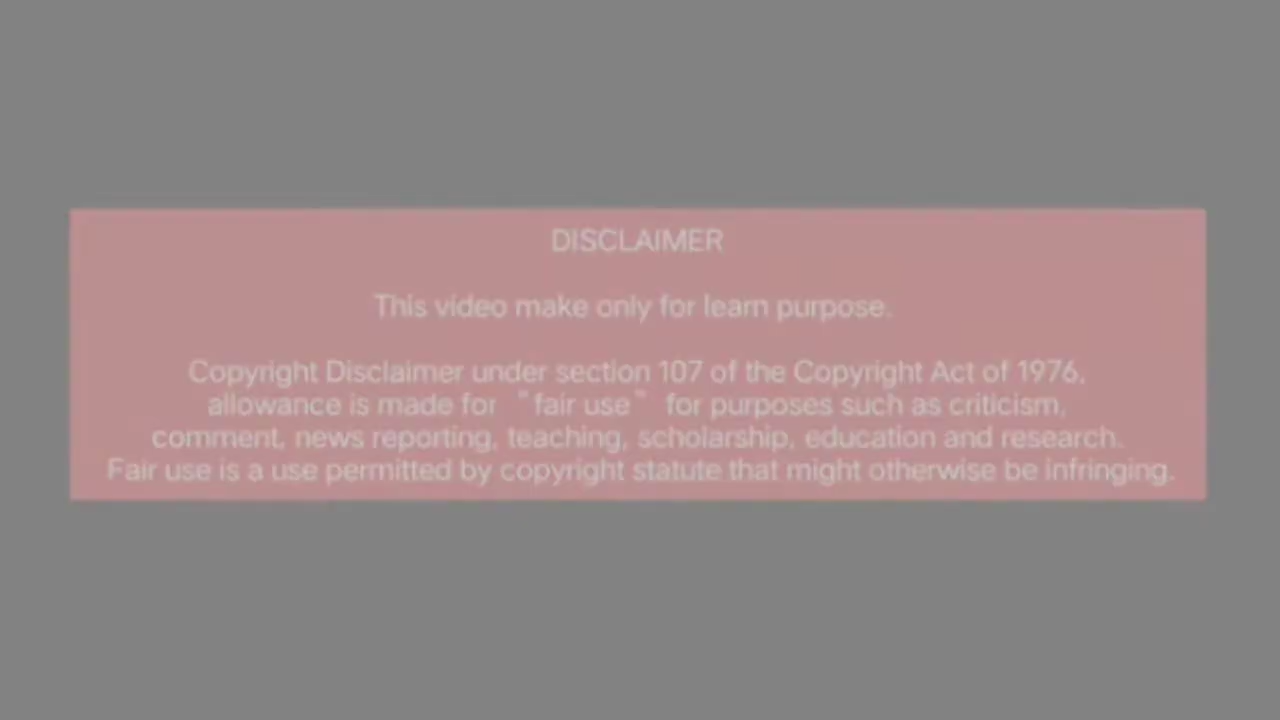 DISCLAIMER
This video make only for learn purpose.
Copyright Disclaimer under section 107 of the Copyright Act of 1976,
allowance is made for "fair use" for purposes such as criticism,
comment, news reporting, teaching, scholarship, education and research.
Fair use is a use permitted by copyright statute that might otherwise be infringing.